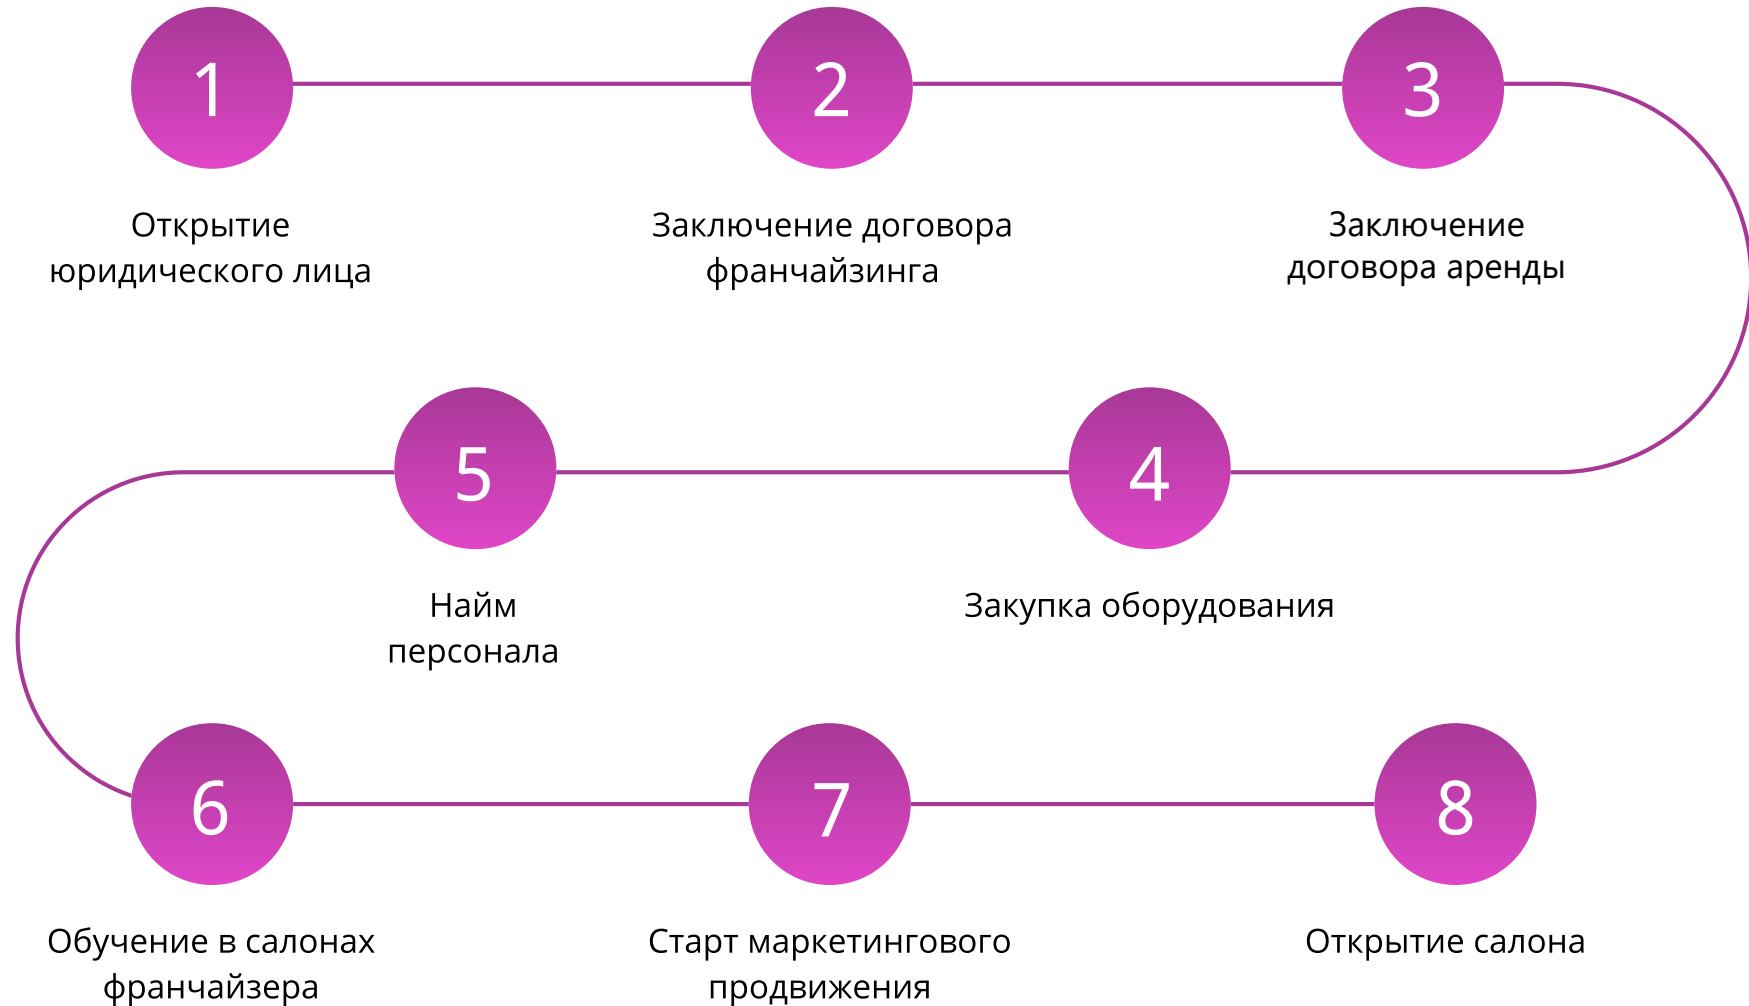 1
Открытие
юридического лица
2
Заключение договора
франчайзинга
3
Заключение
договора аренды
4
Закупка оборудования
5
Найм
персонала
6
Обучение в салонах
франчайзера
7
Старт маркетингового
продвижения
8
Открытие салона